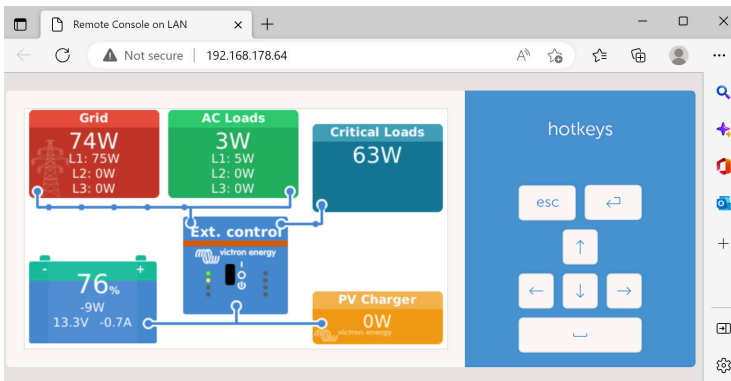 Remote Console on LAN
Not secure | 192.168.178.64
Grid
74W
L1: 75W
L2: 0W
L3: 0W
AC Loads
3W
L1: 5W
L2: 0W
L3: 0W
Critical Loads
63W
Ext. control
victron energy
76%
-9W
13.3V -0.7A
PV Charger
0W
victron energy
hotkeys
esc